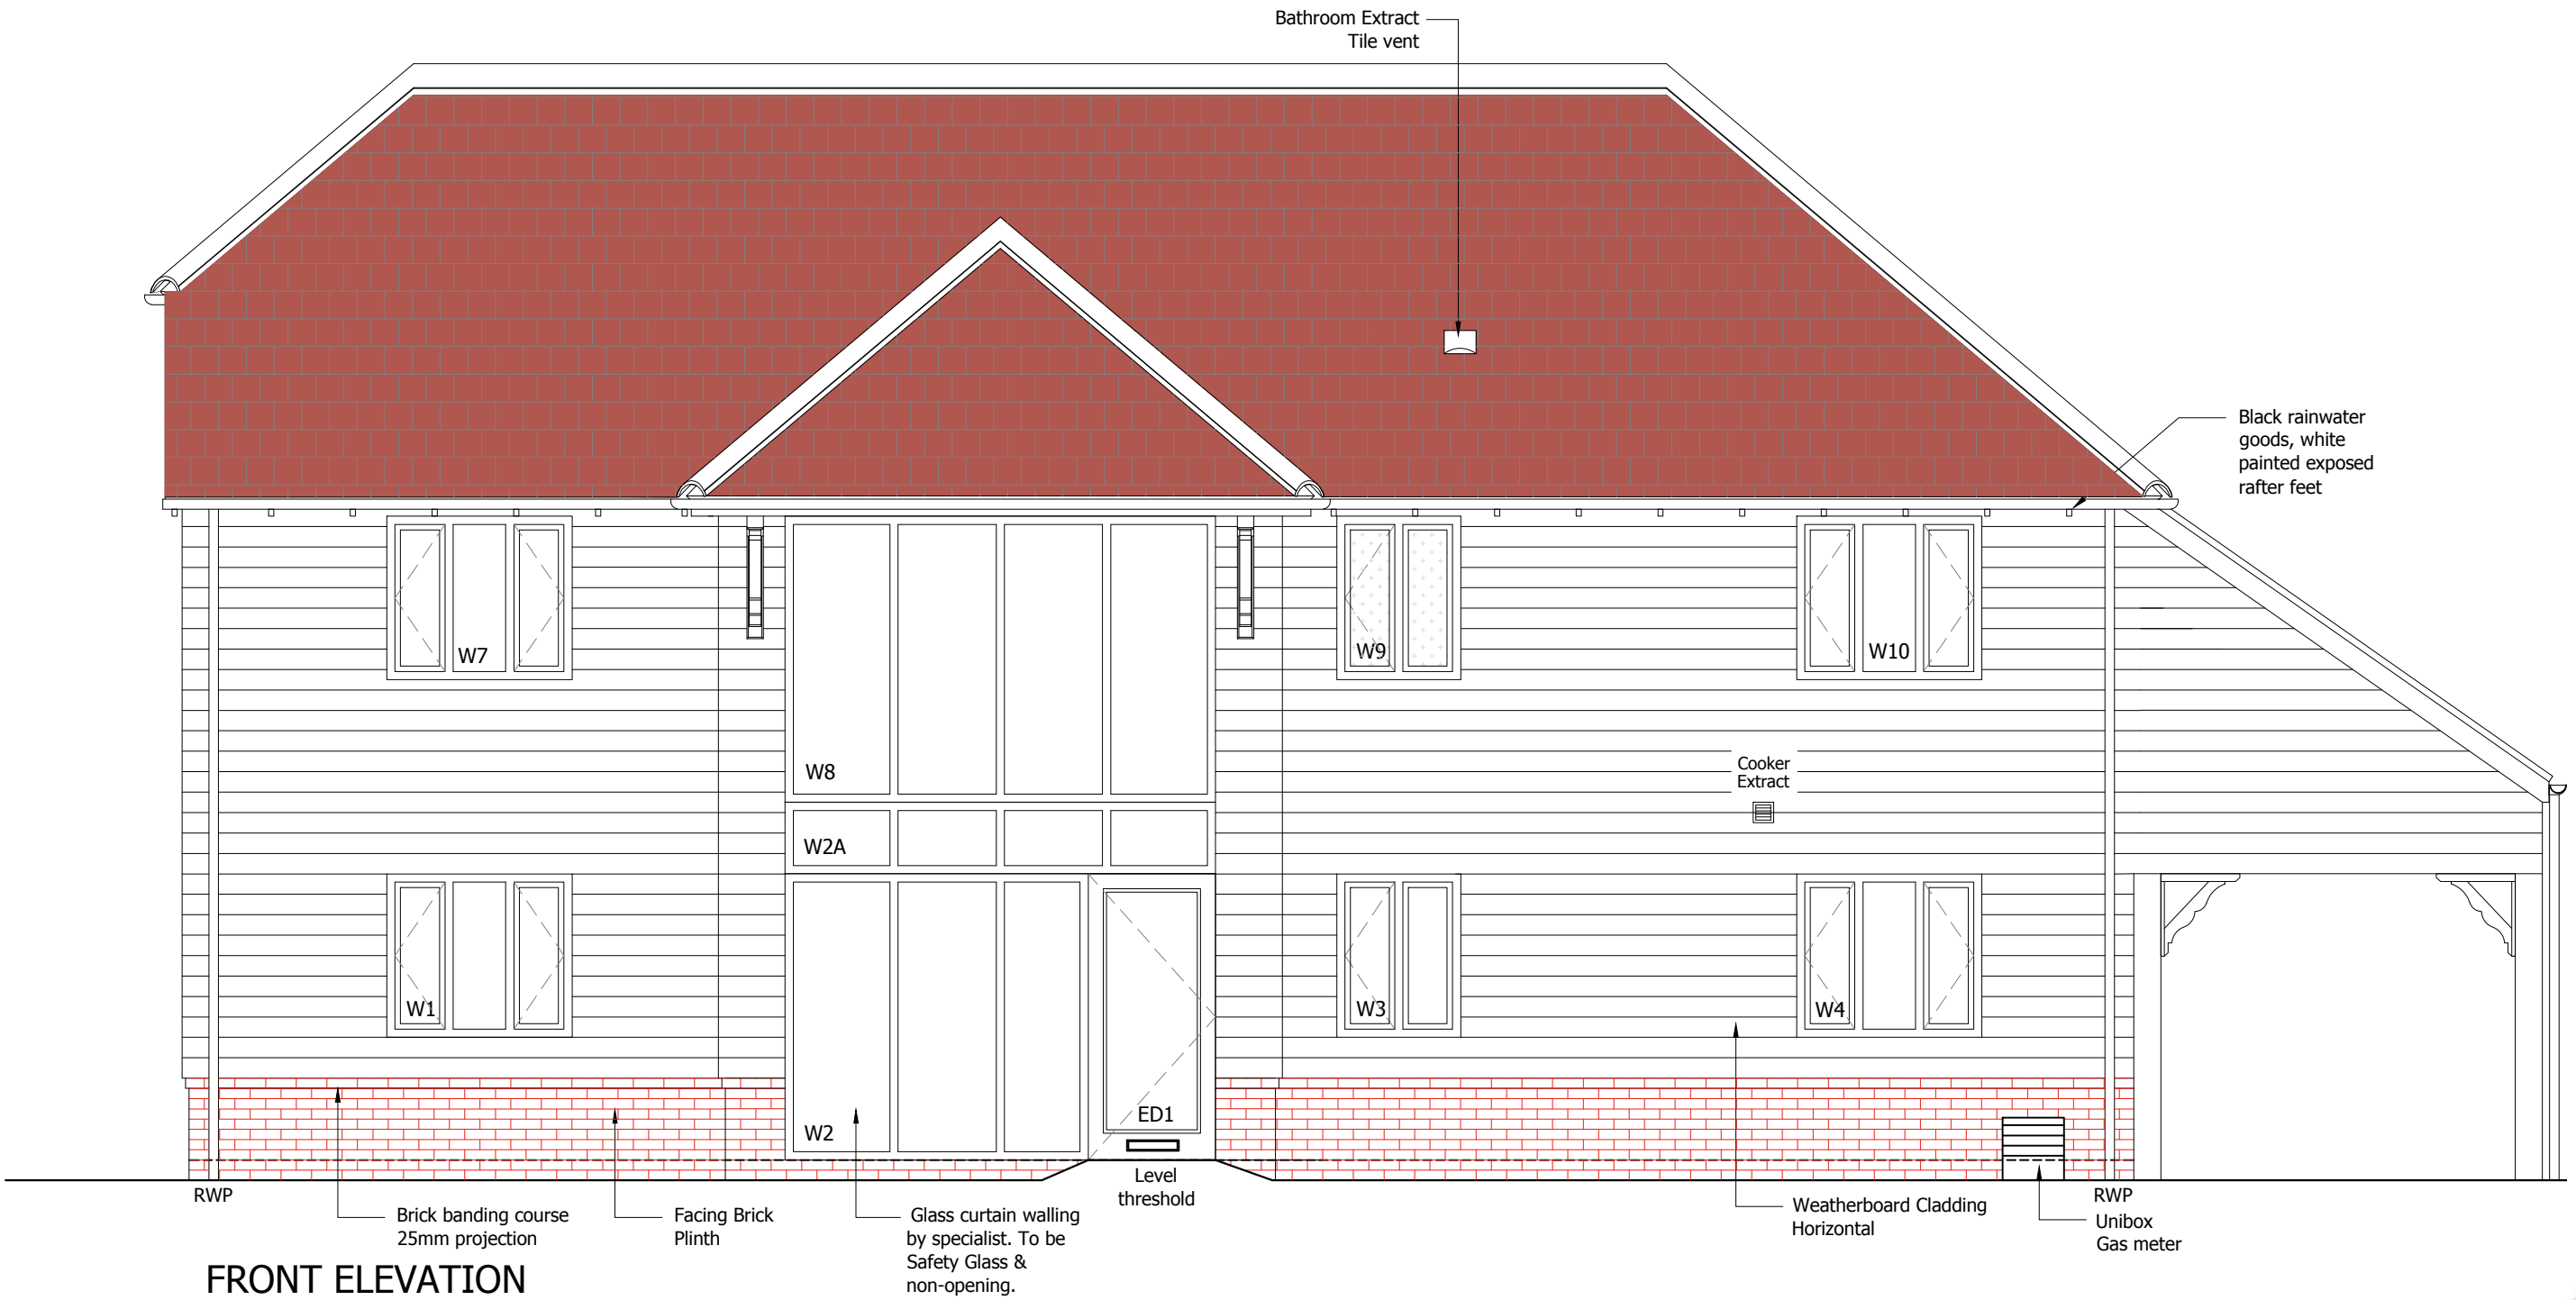 Bathroom Extract
Tile vent
Black rainwater
goods, white
painted exposed
rafter feet
W7
W9
W10
W8
Cooker
Extract
W2A
W1
W3
W4
W2
ED1
Level
threshold
RWP
RWP
Brick banding course
25mm projection
Facing Brick
Plinth
Glass curtain walling
by specialist. To be
Safety Glass &
non-opening.
Weatherboard Cladding
Horizontal
Unibox
Gas meter
FRONT ELEVATION